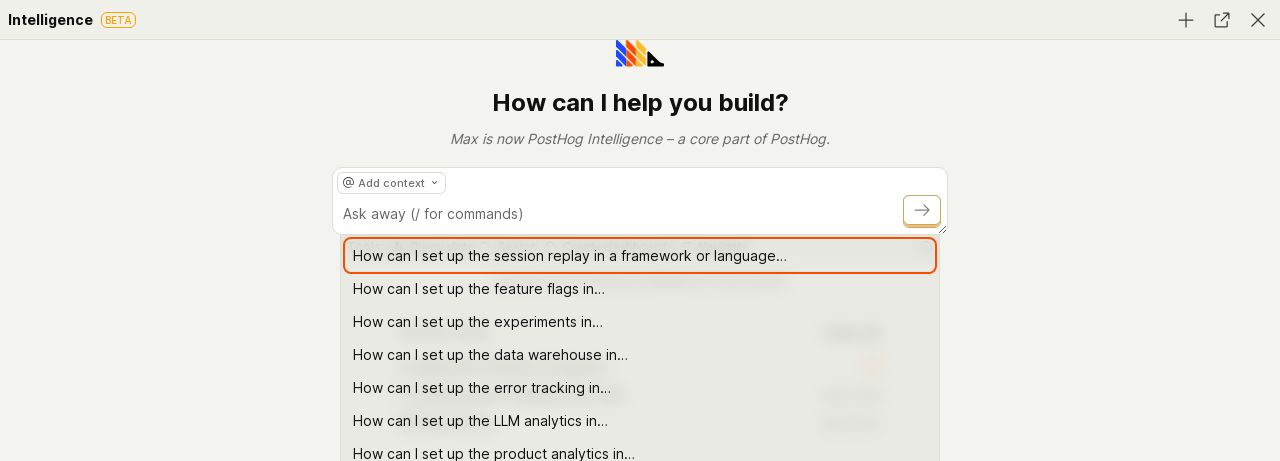 Intelligence BETA
How can I help you build?
Max is now PostHog Intelligence – a core part of PostHog.
@ Add context
Ask away (/ for commands)
How can I set up the session replay in a framework or language…
How can I set up the feature flags in…
How can I set up the experiments in…
How can I set up the data warehouse in…
How can I set up the error tracking in…
How can I set up the LLM analytics in…
How can I set up the product analytics in…